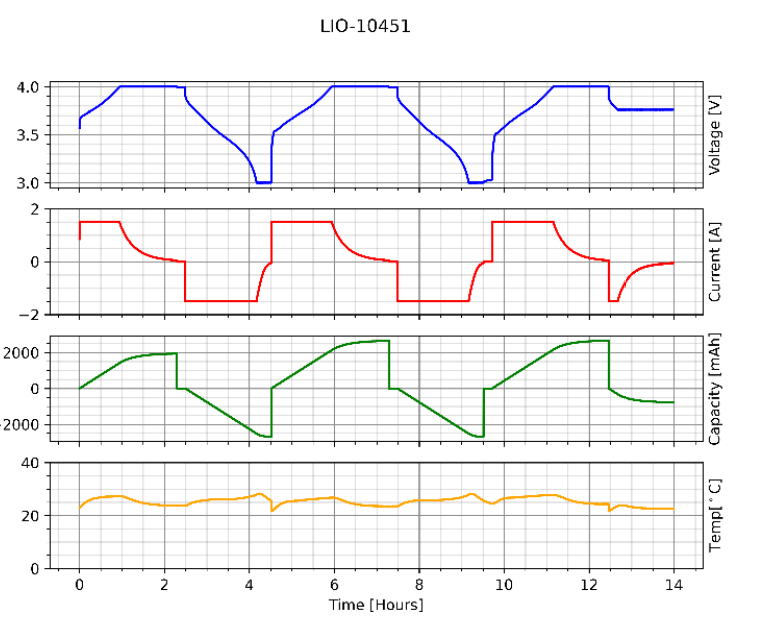 LIO-10451
4.0
3.5
3.0
Voltage [V]
2
0
−2
Current [A]
2000
0
-2000
Capacity [mAh]
40
20
0
Temp[°C]
0 2 4 6 8 10 12 14
Time [Hours]